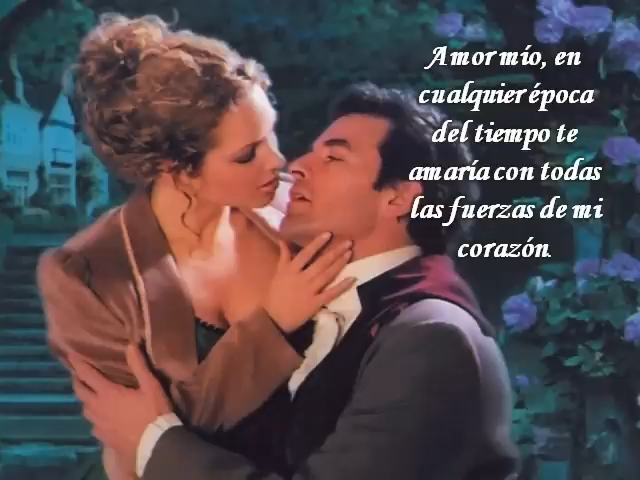 Amor mío, en
cualquier época
del tiempo te
amaría con todas
las fuerzas de mi
corazón.